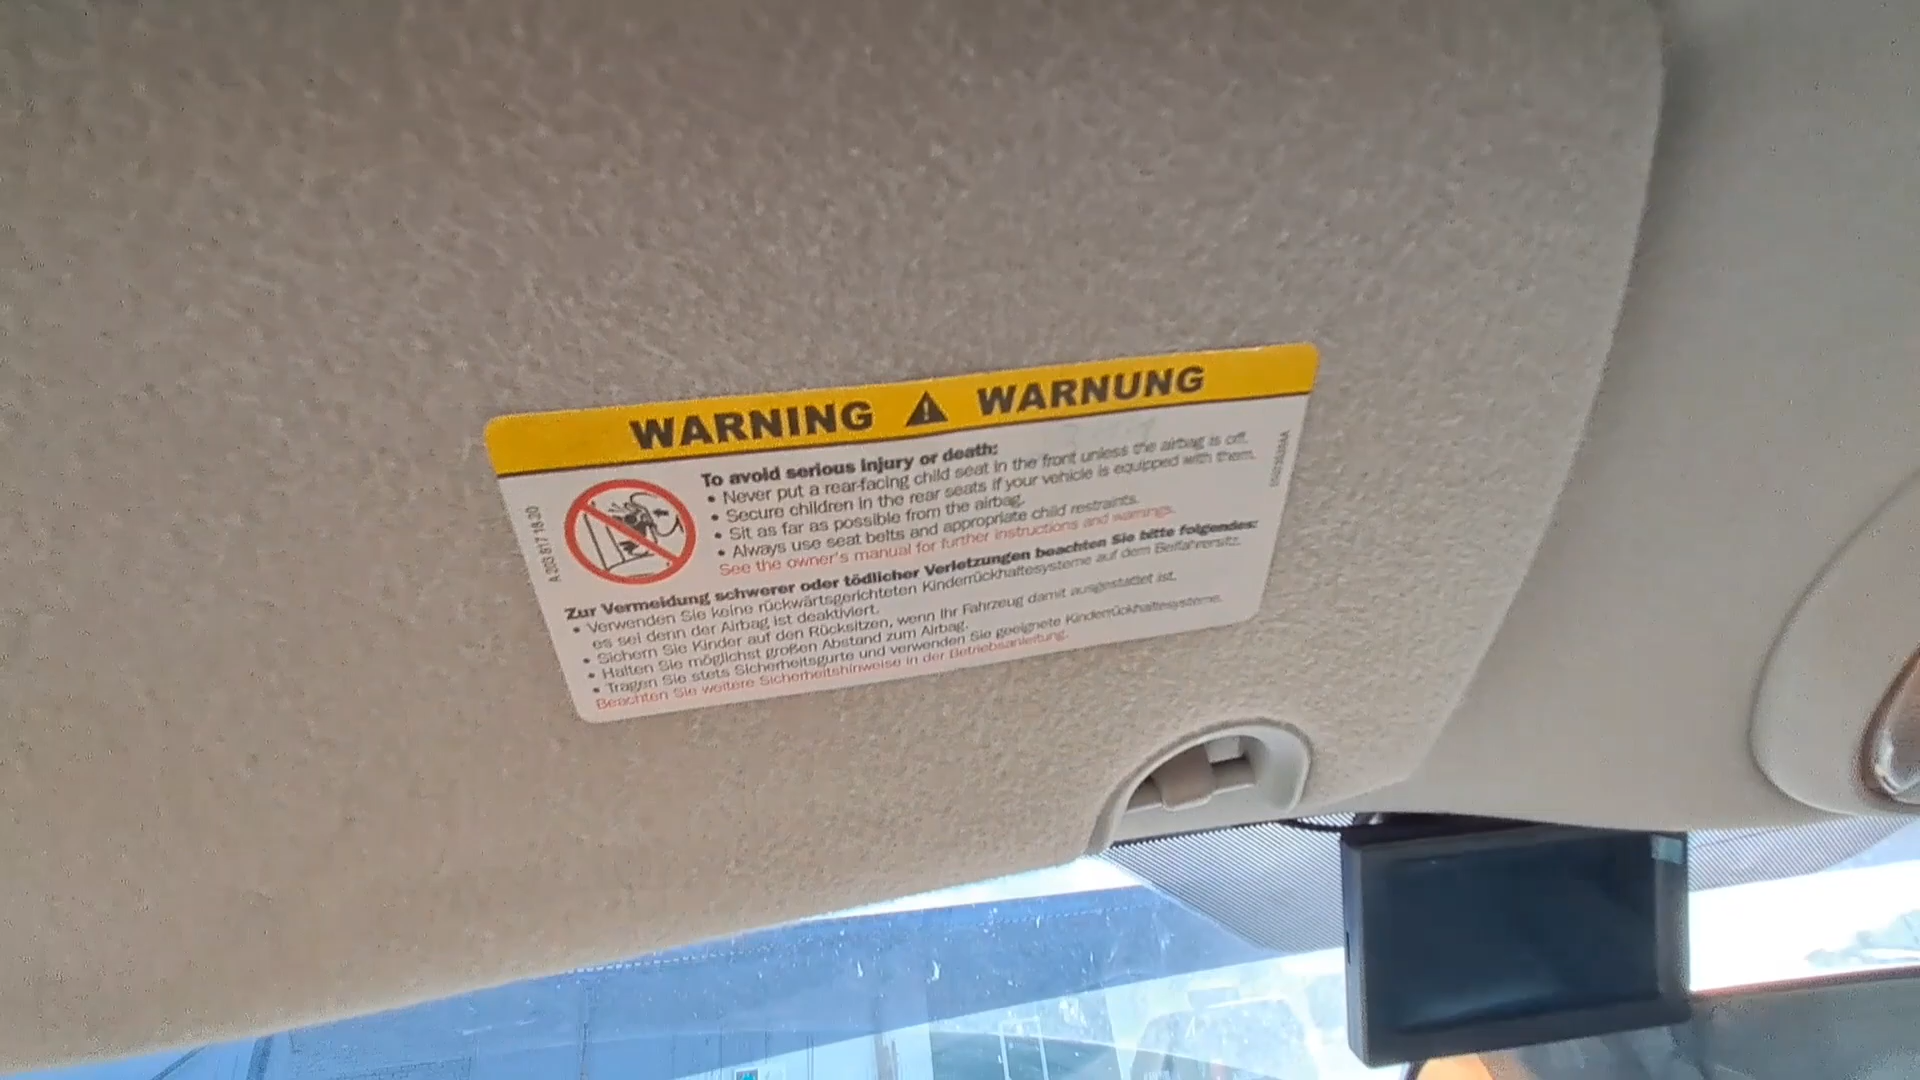 WARNING WARNUNG
To avoid serious injury or death:
• Never put a rear-facing child seat in the front unless the airbag is off.
• Secure children in the rear seats if your vehicle is equipped with them.
• Sit as far as possible from the airbag.
• Always use seat belts and appropriate child restraints.
See the owner's manual for further instructions and warnings.
Zur Vermeidung schwerer oder tödlicher Verletzungen beachten Sie bitte folgendes:
• Verwenden Sie keine rückwärtsgerichteten Kinderrückhaltesysteme auf dem Beifahrersitz,
es sei denn der Airbag ist deaktiviert.
• Sichern Sie Kinder auf den Rücksitzen, wenn Ihr Fahrzeug damit ausgestattet ist.
• Halten Sie möglichst großen Abstand zum Airbag.
• Tragen Sie stets Sicherheitsgurte und verwenden Sie geeignete Kinderrückhaltesysteme.
Beachten Sie weitere Sicherheitshinweise in der Betriebsanleitung.